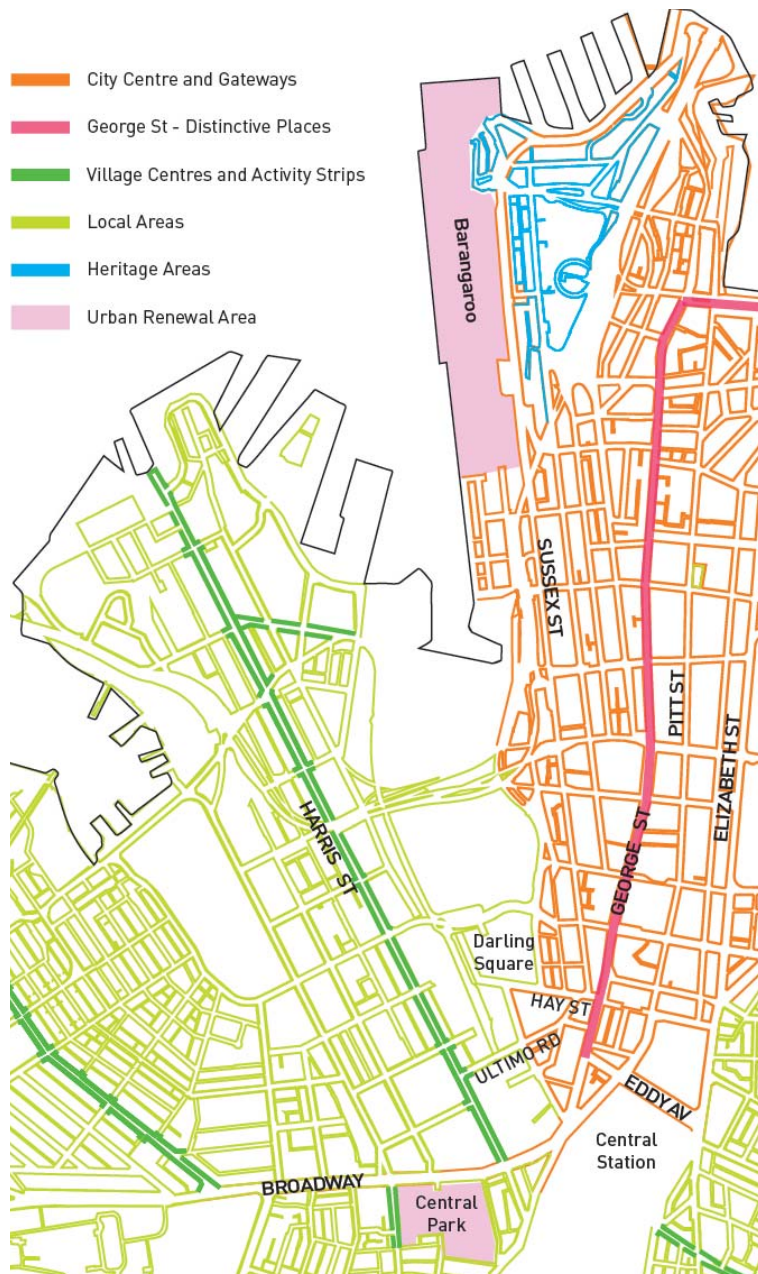 City Centre and Gateways
George St - Distinctive Places
Village Centres and Activity Strips
Local Areas
Heritage Areas
Urban Renewal Area
Barangaroo
SUSSEX ST
PITT ST
ELIZABETH ST
HARRIS ST
GEORGE ST
Darling
Square
HAY ST
ULTIMO RD
EDDY AV
Central
Station
BROADWAY
Central
Park